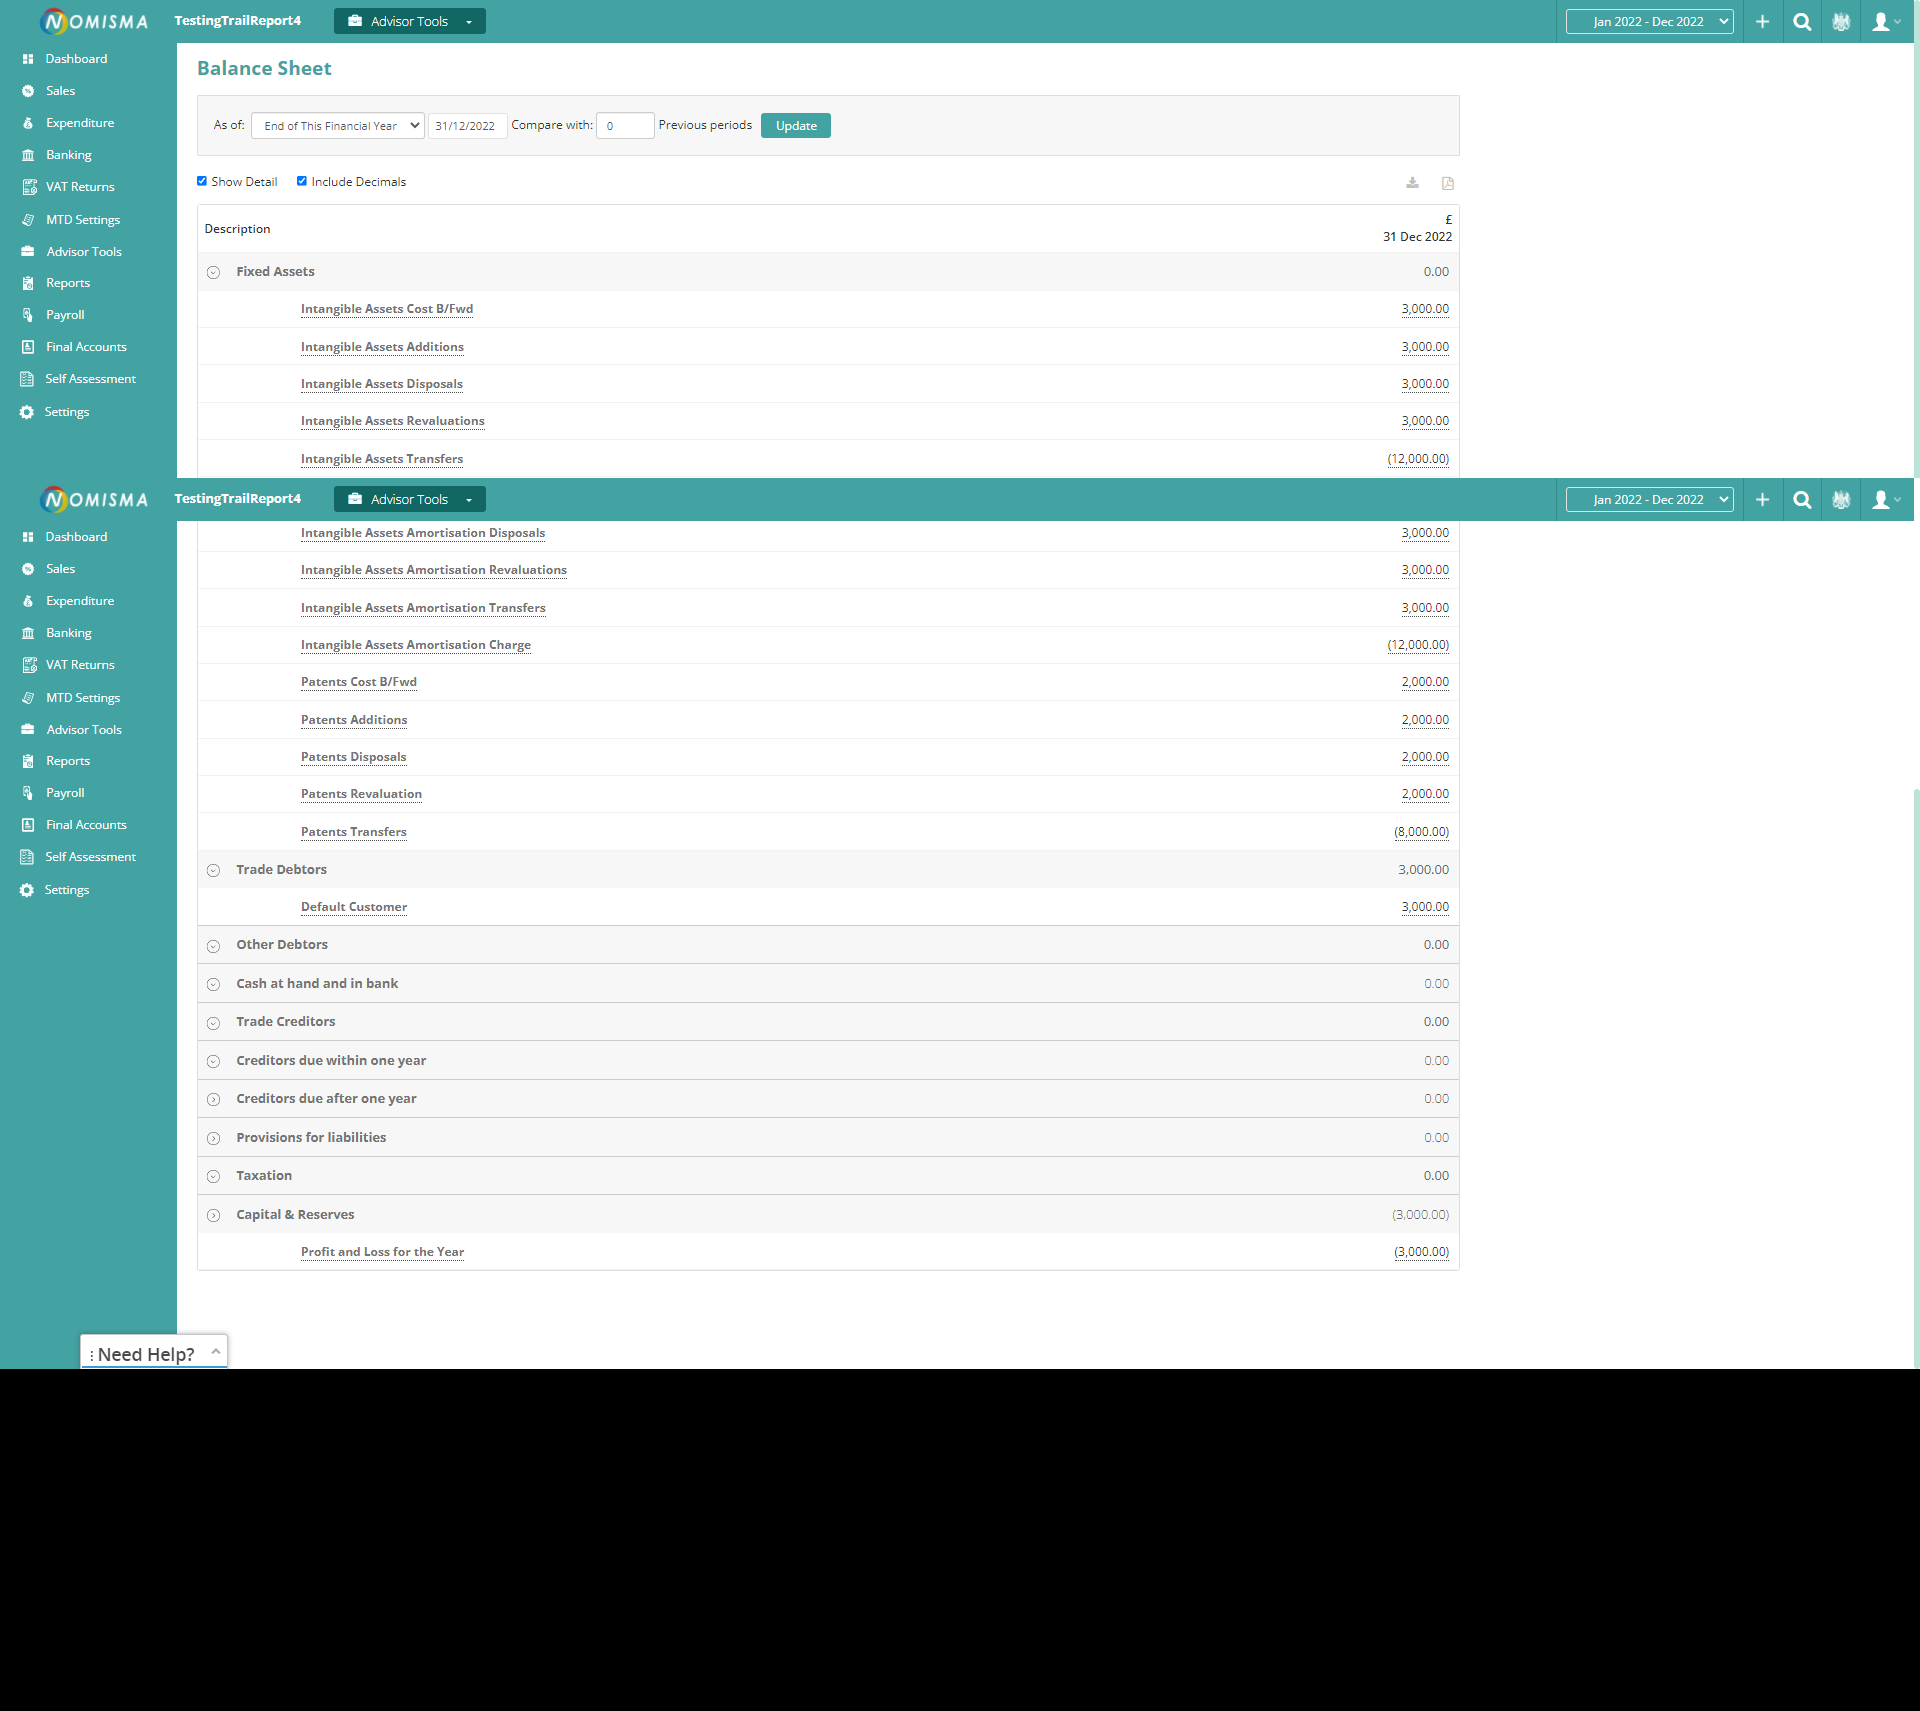 NOMISMA TestingTrailReport4 Advisor Tools Jan 2022 - Dec 2022
Dashboard
Sales
Expenditure
Banking
VAT Returns
MTD Settings
Advisor Tools
Reports
Payroll
Final Accounts
Self Assessment
Settings
Balance Sheet
As of: End of This Financial Year 31/12/2022 Compare with: 0 Previous periods Update
Show Detail Include Decimals
Description £
31 Dec 2022
Fixed Assets 0.00
Intangible Assets Cost B/Fwd 3,000.00
Intangible Assets Additions 3,000.00
Intangible Assets Disposals 3,000.00
Intangible Assets Revaluations 3,000.00
Intangible Assets Transfers (12,000.00)
NOMISMA TestingTrailReport4 Advisor Tools Jan 2022 - Dec 2022
Dashboard
Sales
Expenditure
Banking
VAT Returns
MTD Settings
Advisor Tools
Reports
Payroll
Final Accounts
Self Assessment
Settings
Intangible Assets Amortisation Disposals 3,000.00
Intangible Assets Amortisation Revaluations 3,000.00
Intangible Assets Amortisation Transfers 3,000.00
Intangible Assets Amortisation Charge (12,000.00)
Patents Cost B/Fwd 2,000.00
Patents Additions 2,000.00
Patents Disposals 2,000.00
Patents Revaluation 2,000.00
Patents Transfers (8,000.00)
Trade Debtors 3,000.00
Default Customer 3,000.00
Other Debtors 0.00
Cash at hand and in bank 0.00
Trade Creditors 0.00
Creditors due within one year 0.00
Creditors due after one year 0.00
Provisions for liabilities 0.00
Taxation 0.00
Capital & Reserves (3,000.00)
Profit and Loss for the Year (3,000.00)
Need Help?